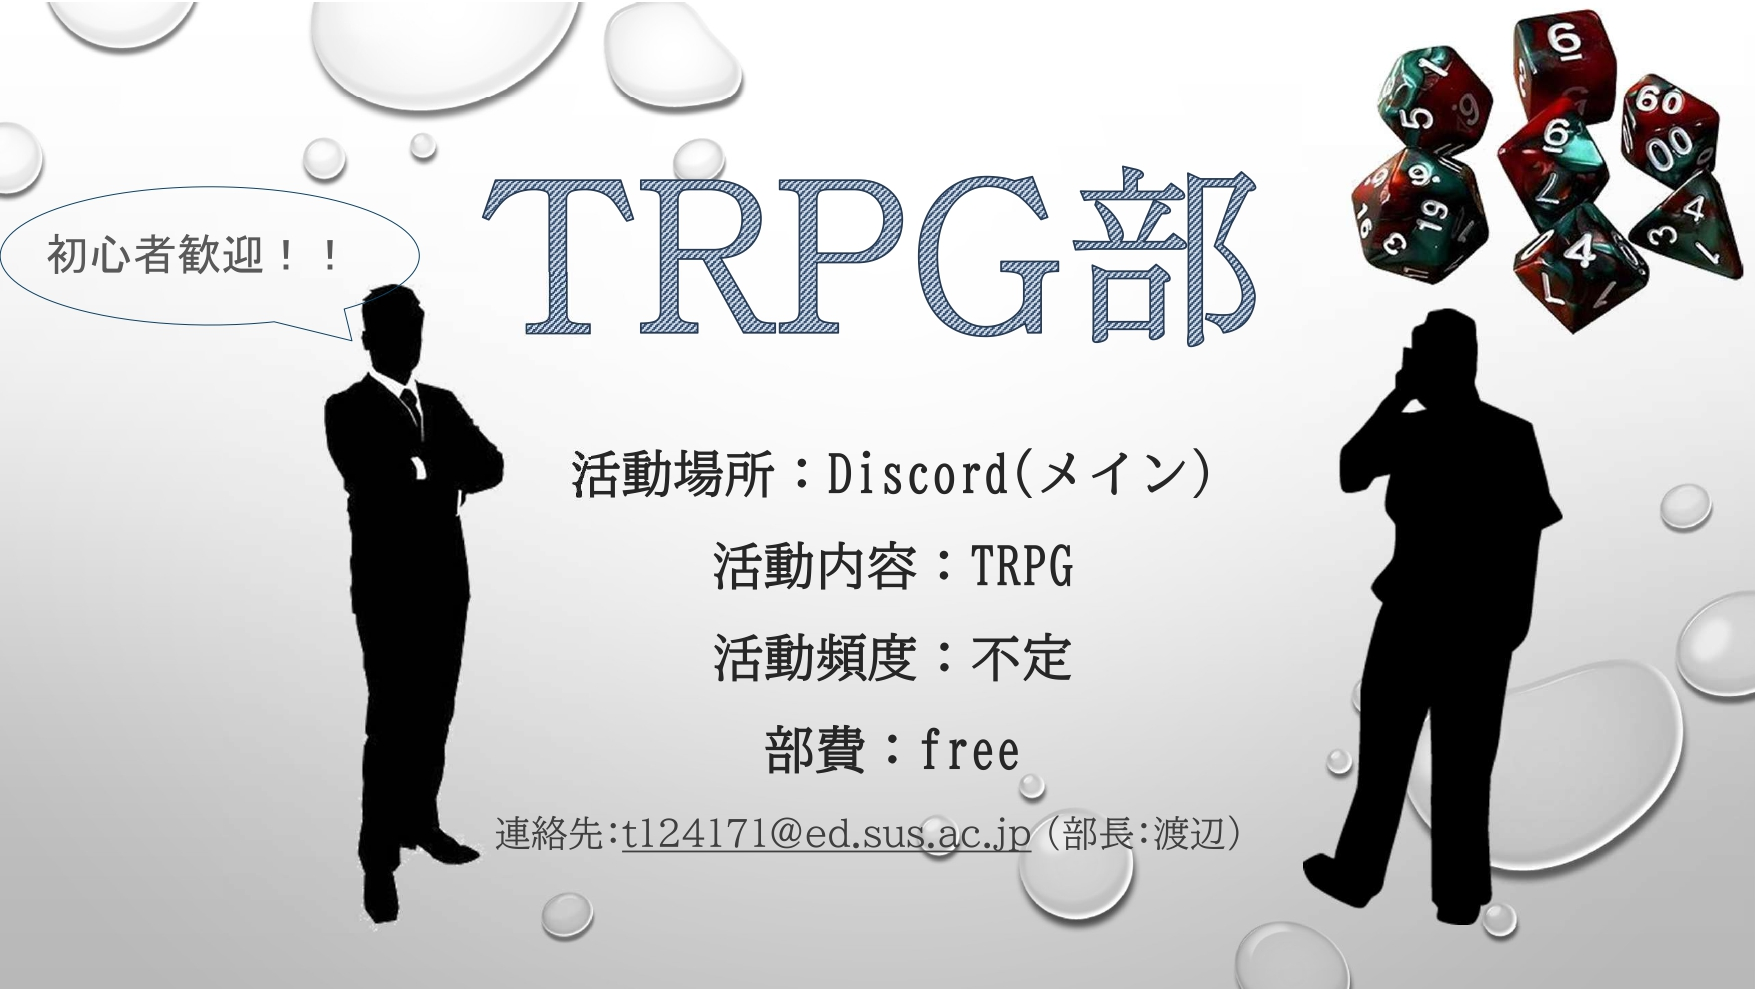 初心者歓迎！！
TRPG部
活動場所：Discord(メイン)
活動内容：TRPG
活動頻度：不定
部費：free
連絡先：t124171@ed.sus.ac.jp（部長：渡辺）